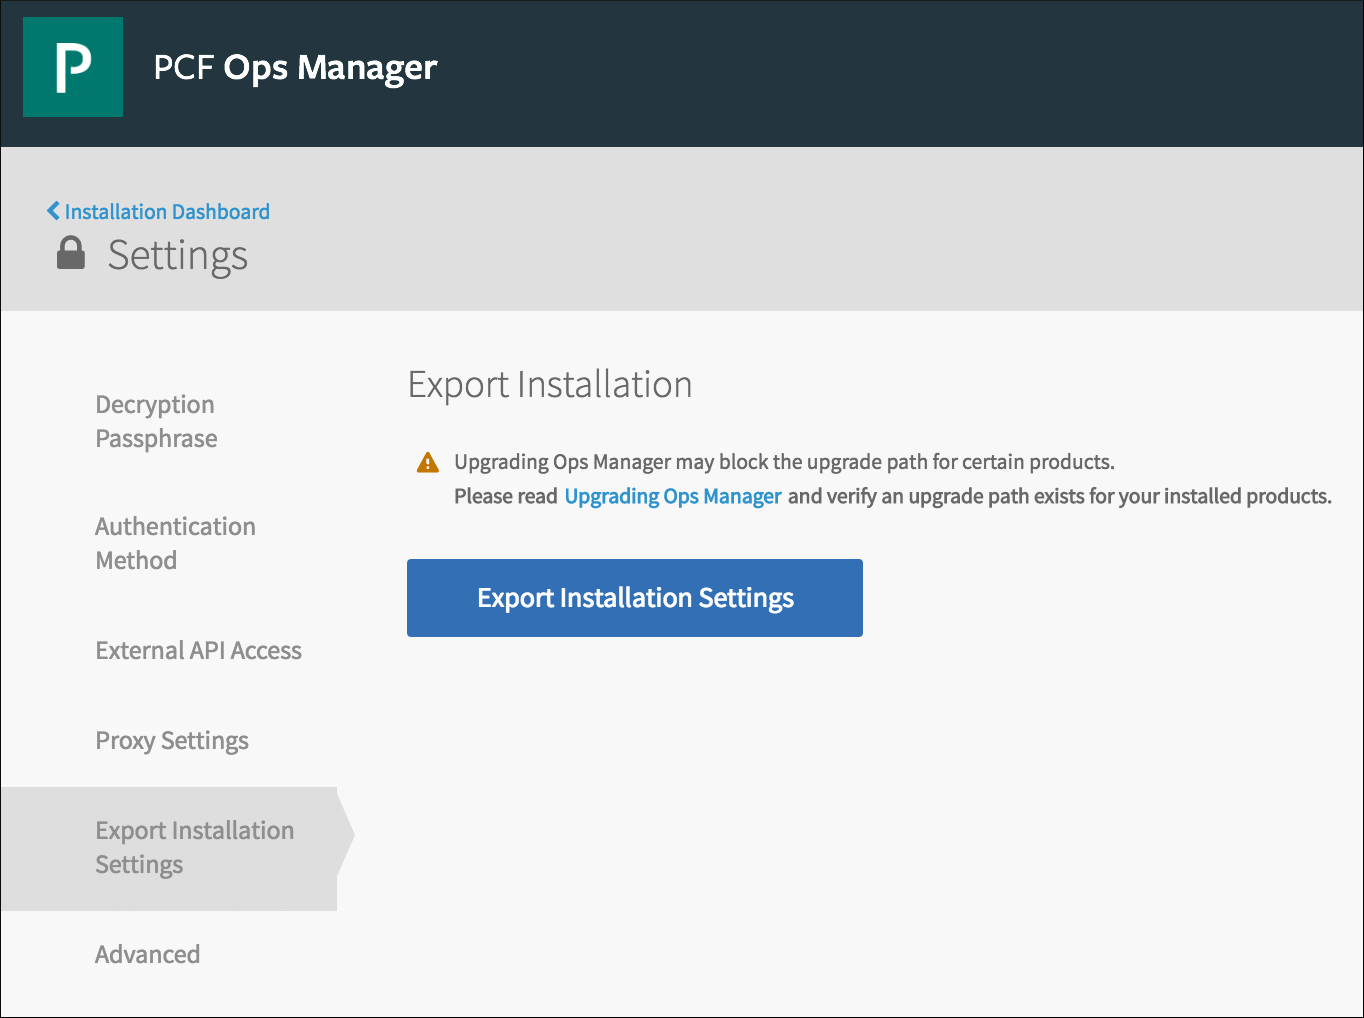 P
PCF Ops Manager
Installation Dashboard
Settings
Decryption
Passphrase
Authentication
Method
External API Access
Proxy Settings
Export Installation
Settings
Advanced
Export Installation
Upgrading Ops Manager may block the upgrade path for certain products.
Please read Upgrading Ops Manager and verify an upgrade path exists for your installed products.
Export Installation Settings